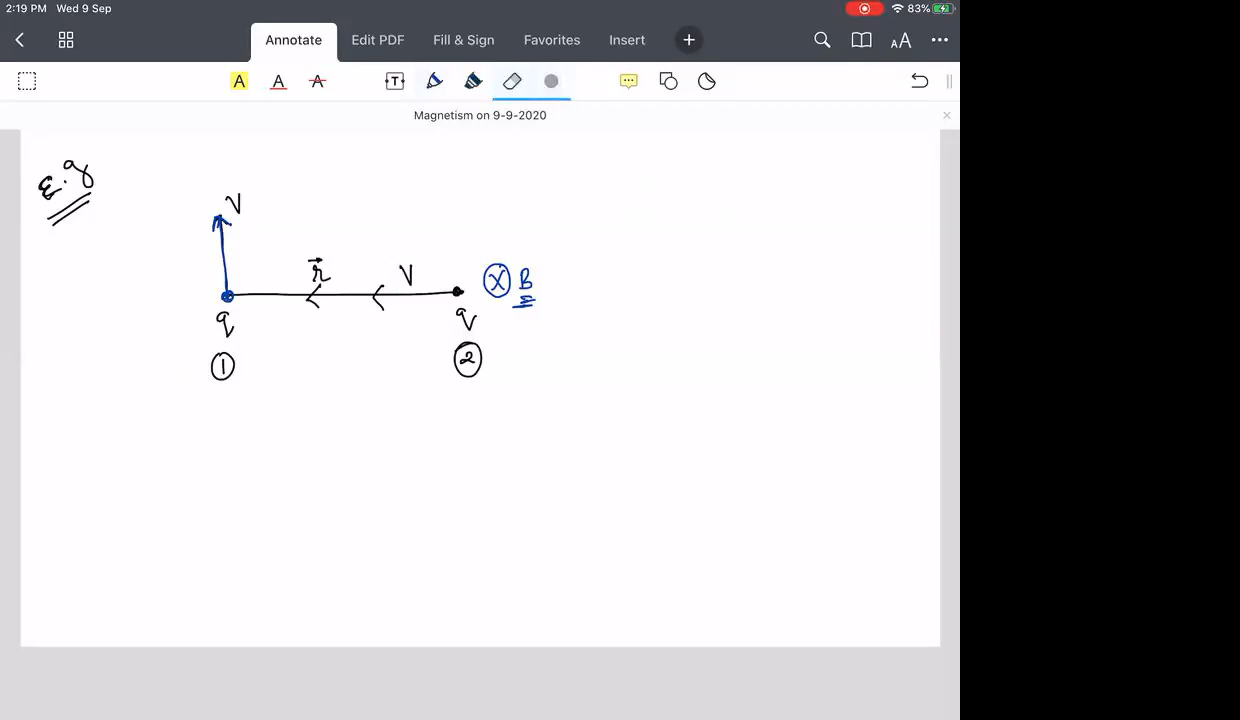 2:19 PM Wed 9 Sep
83%
Annotate Edit PDF Fill & Sign Favorites Insert
Magnetism on 9-9-2020
E.g
V
r V X B
q q
1 2